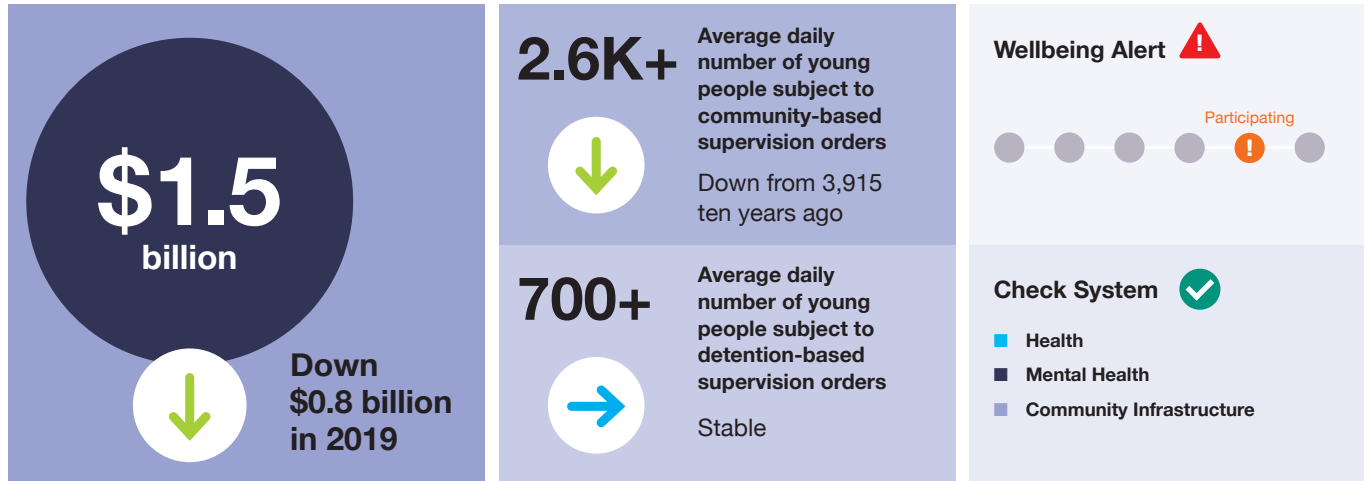 $1.5
billion
Down
$0.8 billion
in 2019
2.6K+
Average daily
number of young
people subject to
community-based
supervision orders
Down from 3,915
ten years ago
700+
Average daily
number of young
people subject to
detention-based
supervision orders
Stable
Wellbeing Alert !
Participating
!
Check System
Health
Mental Health
Community Infrastructure